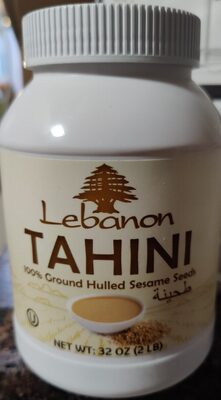 Lebanon
TAHINI
100% Ground Hulled Sesame Seeds
طحينة
U
NET WT: 32 OZ (2 LB)